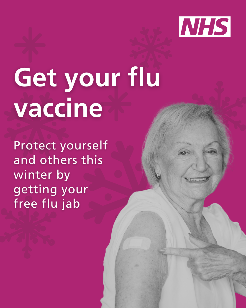 NHS
Get your flu
vaccine
Protect yourself
and others this
winter by
getting your
free flu jab